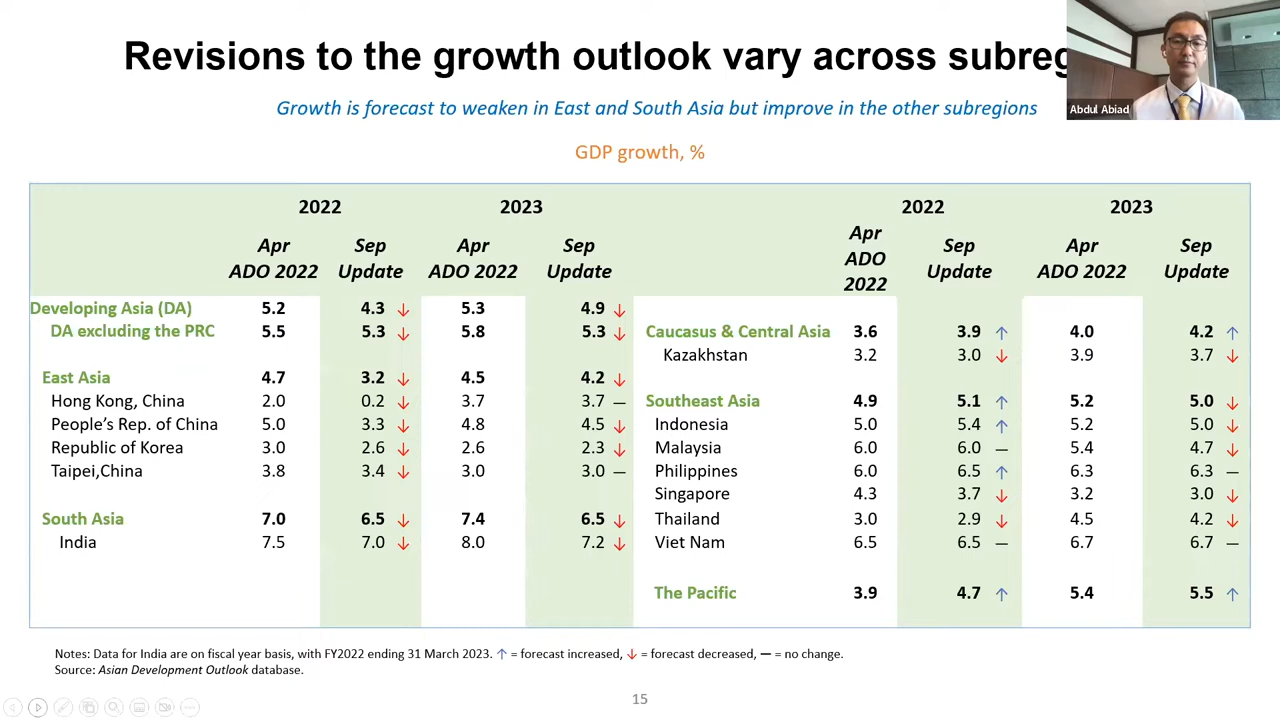 Revisions to the growth outlook vary across subreg
Abdul Abiad
Growth is forecast to weaken in East and South Asia but improve in the other subregions
GDP growth, %
2022 2023
Apr ADO 2022 Sep Update Apr ADO 2022 Sep Update
Developing Asia (DA) 5.2 4.3 ↓ 5.3 4.9 ↓
DA excluding the PRC 5.5 5.3 ↓ 5.8 5.3 ↓
East Asia 4.7 3.2 ↓ 4.5 4.2 ↓
Hong Kong, China 2.0 0.2 ↓ 3.7 3.7 —
People's Rep. of China 5.0 3.3 ↓ 4.8 4.5 ↓
Republic of Korea 3.0 2.6 ↓ 2.6 2.3 ↓
Taipei,China 3.8 3.4 ↓ 3.0 3.0 —
South Asia 7.0 6.5 ↓ 7.4 6.5 ↓
India 7.5 7.0 ↓ 8.0 7.2 ↓
2022 2023
Apr ADO 2022 Sep Update Apr ADO 2022 Sep Update
Caucasus & Central Asia 3.6 3.9 ↑ 4.0 4.2 ↑
Kazakhstan 3.2 3.0 ↓ 3.9 3.7 ↓
Southeast Asia 4.9 5.1 ↑ 5.2 5.0 ↓
Indonesia 5.0 5.4 ↑ 5.2 5.0 ↓
Malaysia 6.0 6.0 — 5.4 4.7 ↓
Philippines 6.0 6.5 ↑ 6.3 6.3 —
Singapore 4.3 3.7 ↓ 3.2 3.0 ↓
Thailand 3.0 2.9 ↓ 4.5 4.2 ↓
Viet Nam 6.5 6.5 — 6.7 6.7 —
The Pacific 3.9 4.7 ↑ 5.4 5.5 ↑
Notes: Data for India are on fiscal year basis, with FY2022 ending 31 March 2023. ↑ = forecast increased, ↓ = forecast decreased, — = no change.
Source: Asian Development Outlook database.
15